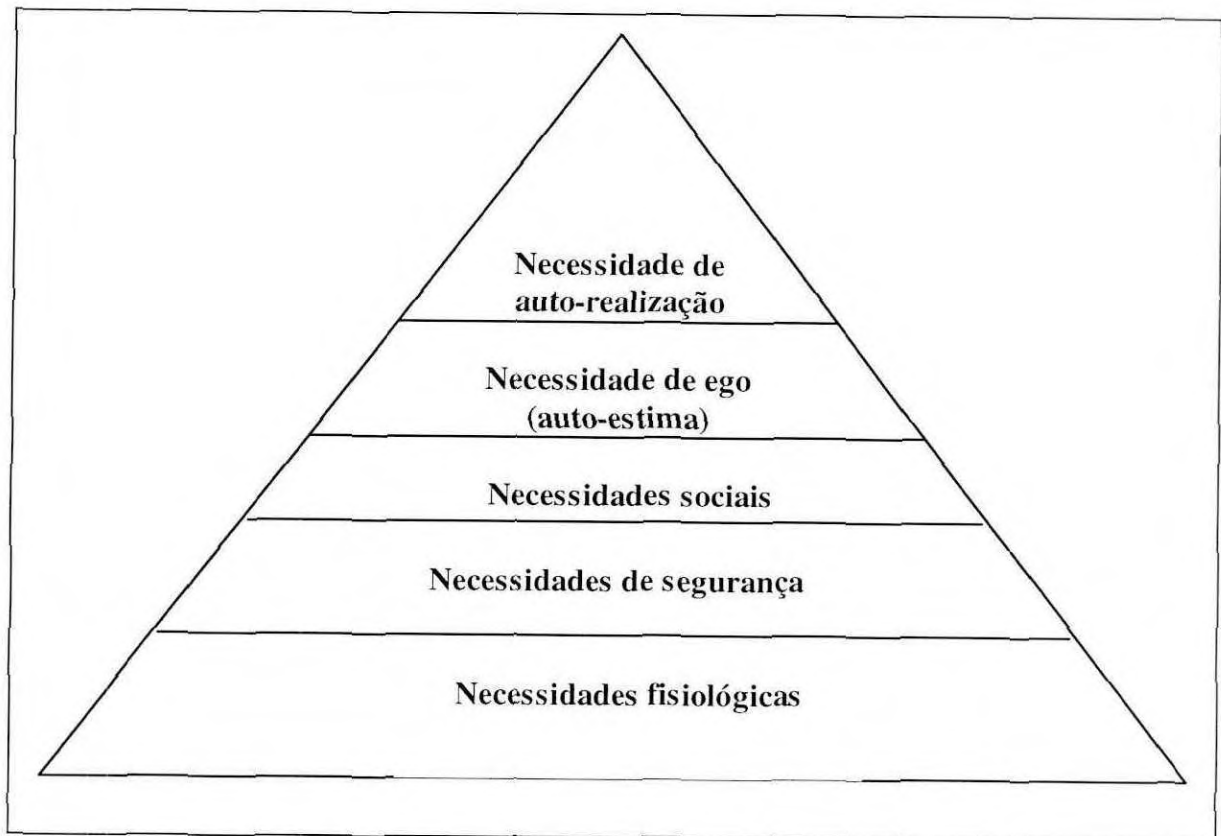 Necessidade de
auto-realização
Necessidade de ego
(auto-estima)
Necessidades sociais
Necessidades de segurança
Necessidades fisiológicas